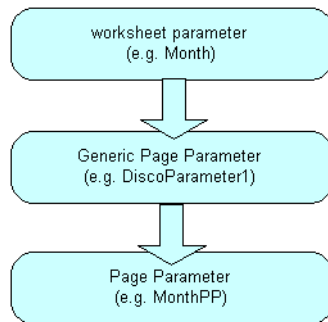 worksheet parameter
(e.g. Month)
Generic Page Parameter
(e.g. DiscoParameter1)
Page Parameter
(e.g. MonthPP)